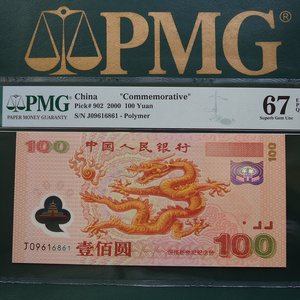 PMG®
PMG
PAPER MONEY GUARANTY
China "Commemorative"
Pick# 902 2000 100 Yuan
S/N J09616861 - Polymer
67 EPQ
Superb Gem Unc
100 中国人民银行
100
J09616861
壹佰圆
100